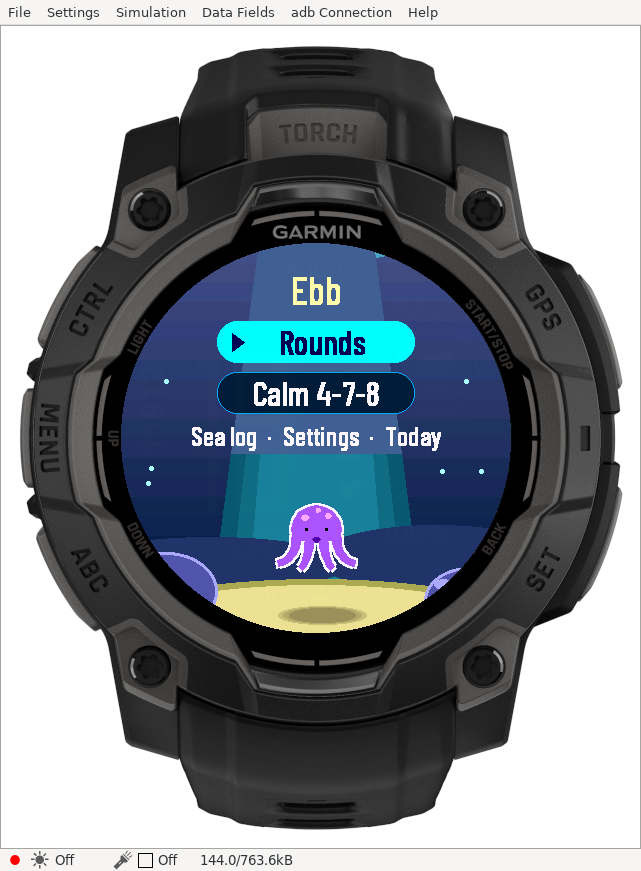 File Settings Simulation Data Fields adb Connection Help
TORCH
GARMIN
CTRL
LIGHT
GPS
START/STOP
Ebb
Rounds
Calm 4-7-8
Sea log · Settings · Today
MENU
UP
DOWN
BACK
ABC
SET
Off Off 144.0/763.6kB